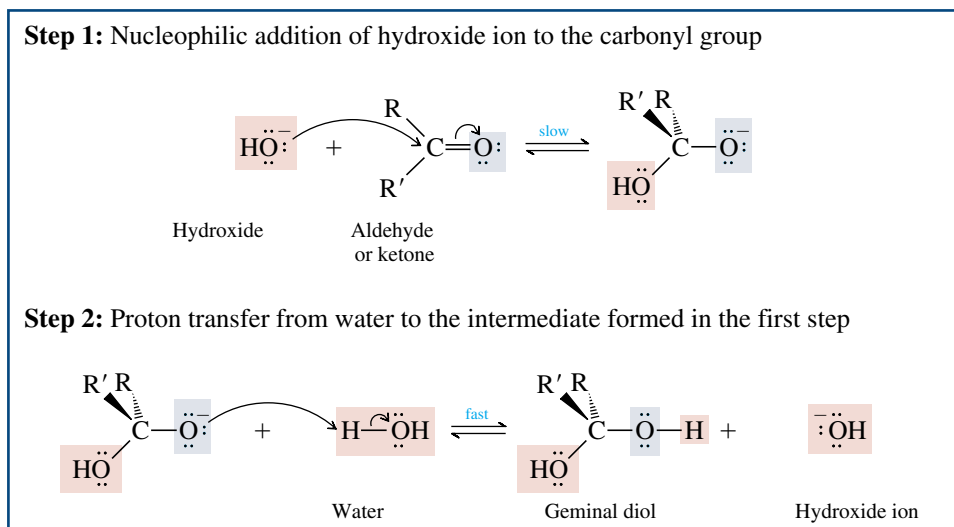 Step 1: Nucleophilic addition of hydroxide ion to the carbonyl group
R R′ R
HO:− + C=O: slow C—O:−
R′ HO
Hydroxide Aldehyde
or ketone
Step 2: Proton transfer from water to the intermediate formed in the first step
R′ R R′ R
C—O:− + H—OH fast C—O—H + −:OH
HO HO
Water Geminal diol Hydroxide ion